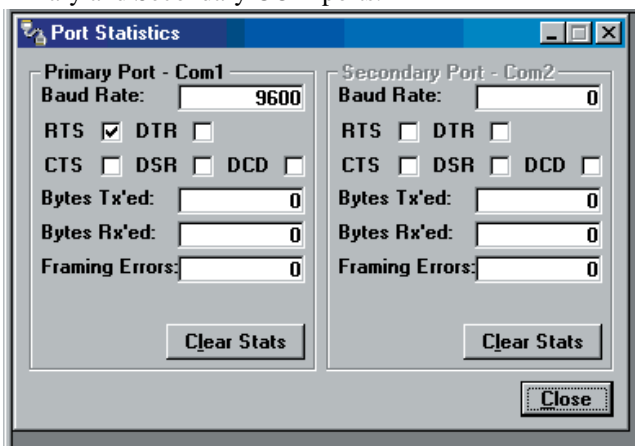 Port Statistics
Primary Port - Com1
Baud Rate: 9600
RTS DTR
CTS DSR DCD
Bytes Tx'ed: 0
Bytes Rx'ed: 0
Framing Errors: 0
Clear Stats
Secondary Port - Com2
Baud Rate: 0
RTS DTR
CTS DSR DCD
Bytes Tx'ed: 0
Bytes Rx'ed: 0
Framing Errors: 0
Clear Stats
Close